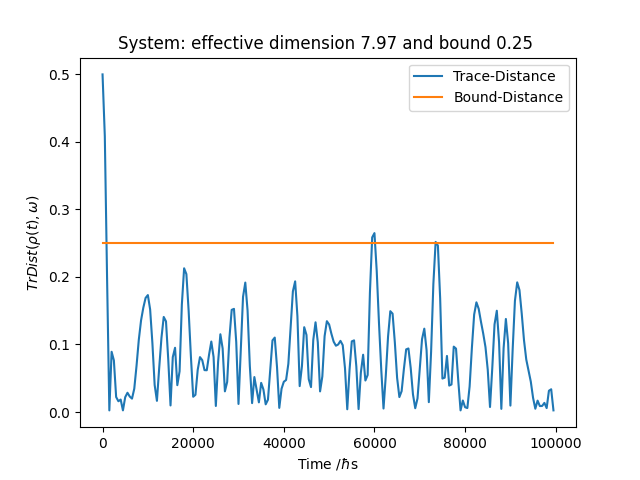 System: effective dimension 7.97 and bound 0.25
Trace-Distance
Bound-Distance
TrDist(ρ(t), ω)
0.5
0.4
0.3
0.2
0.1
0.0
0 20000 40000 60000 80000 100000
Time /ℏs